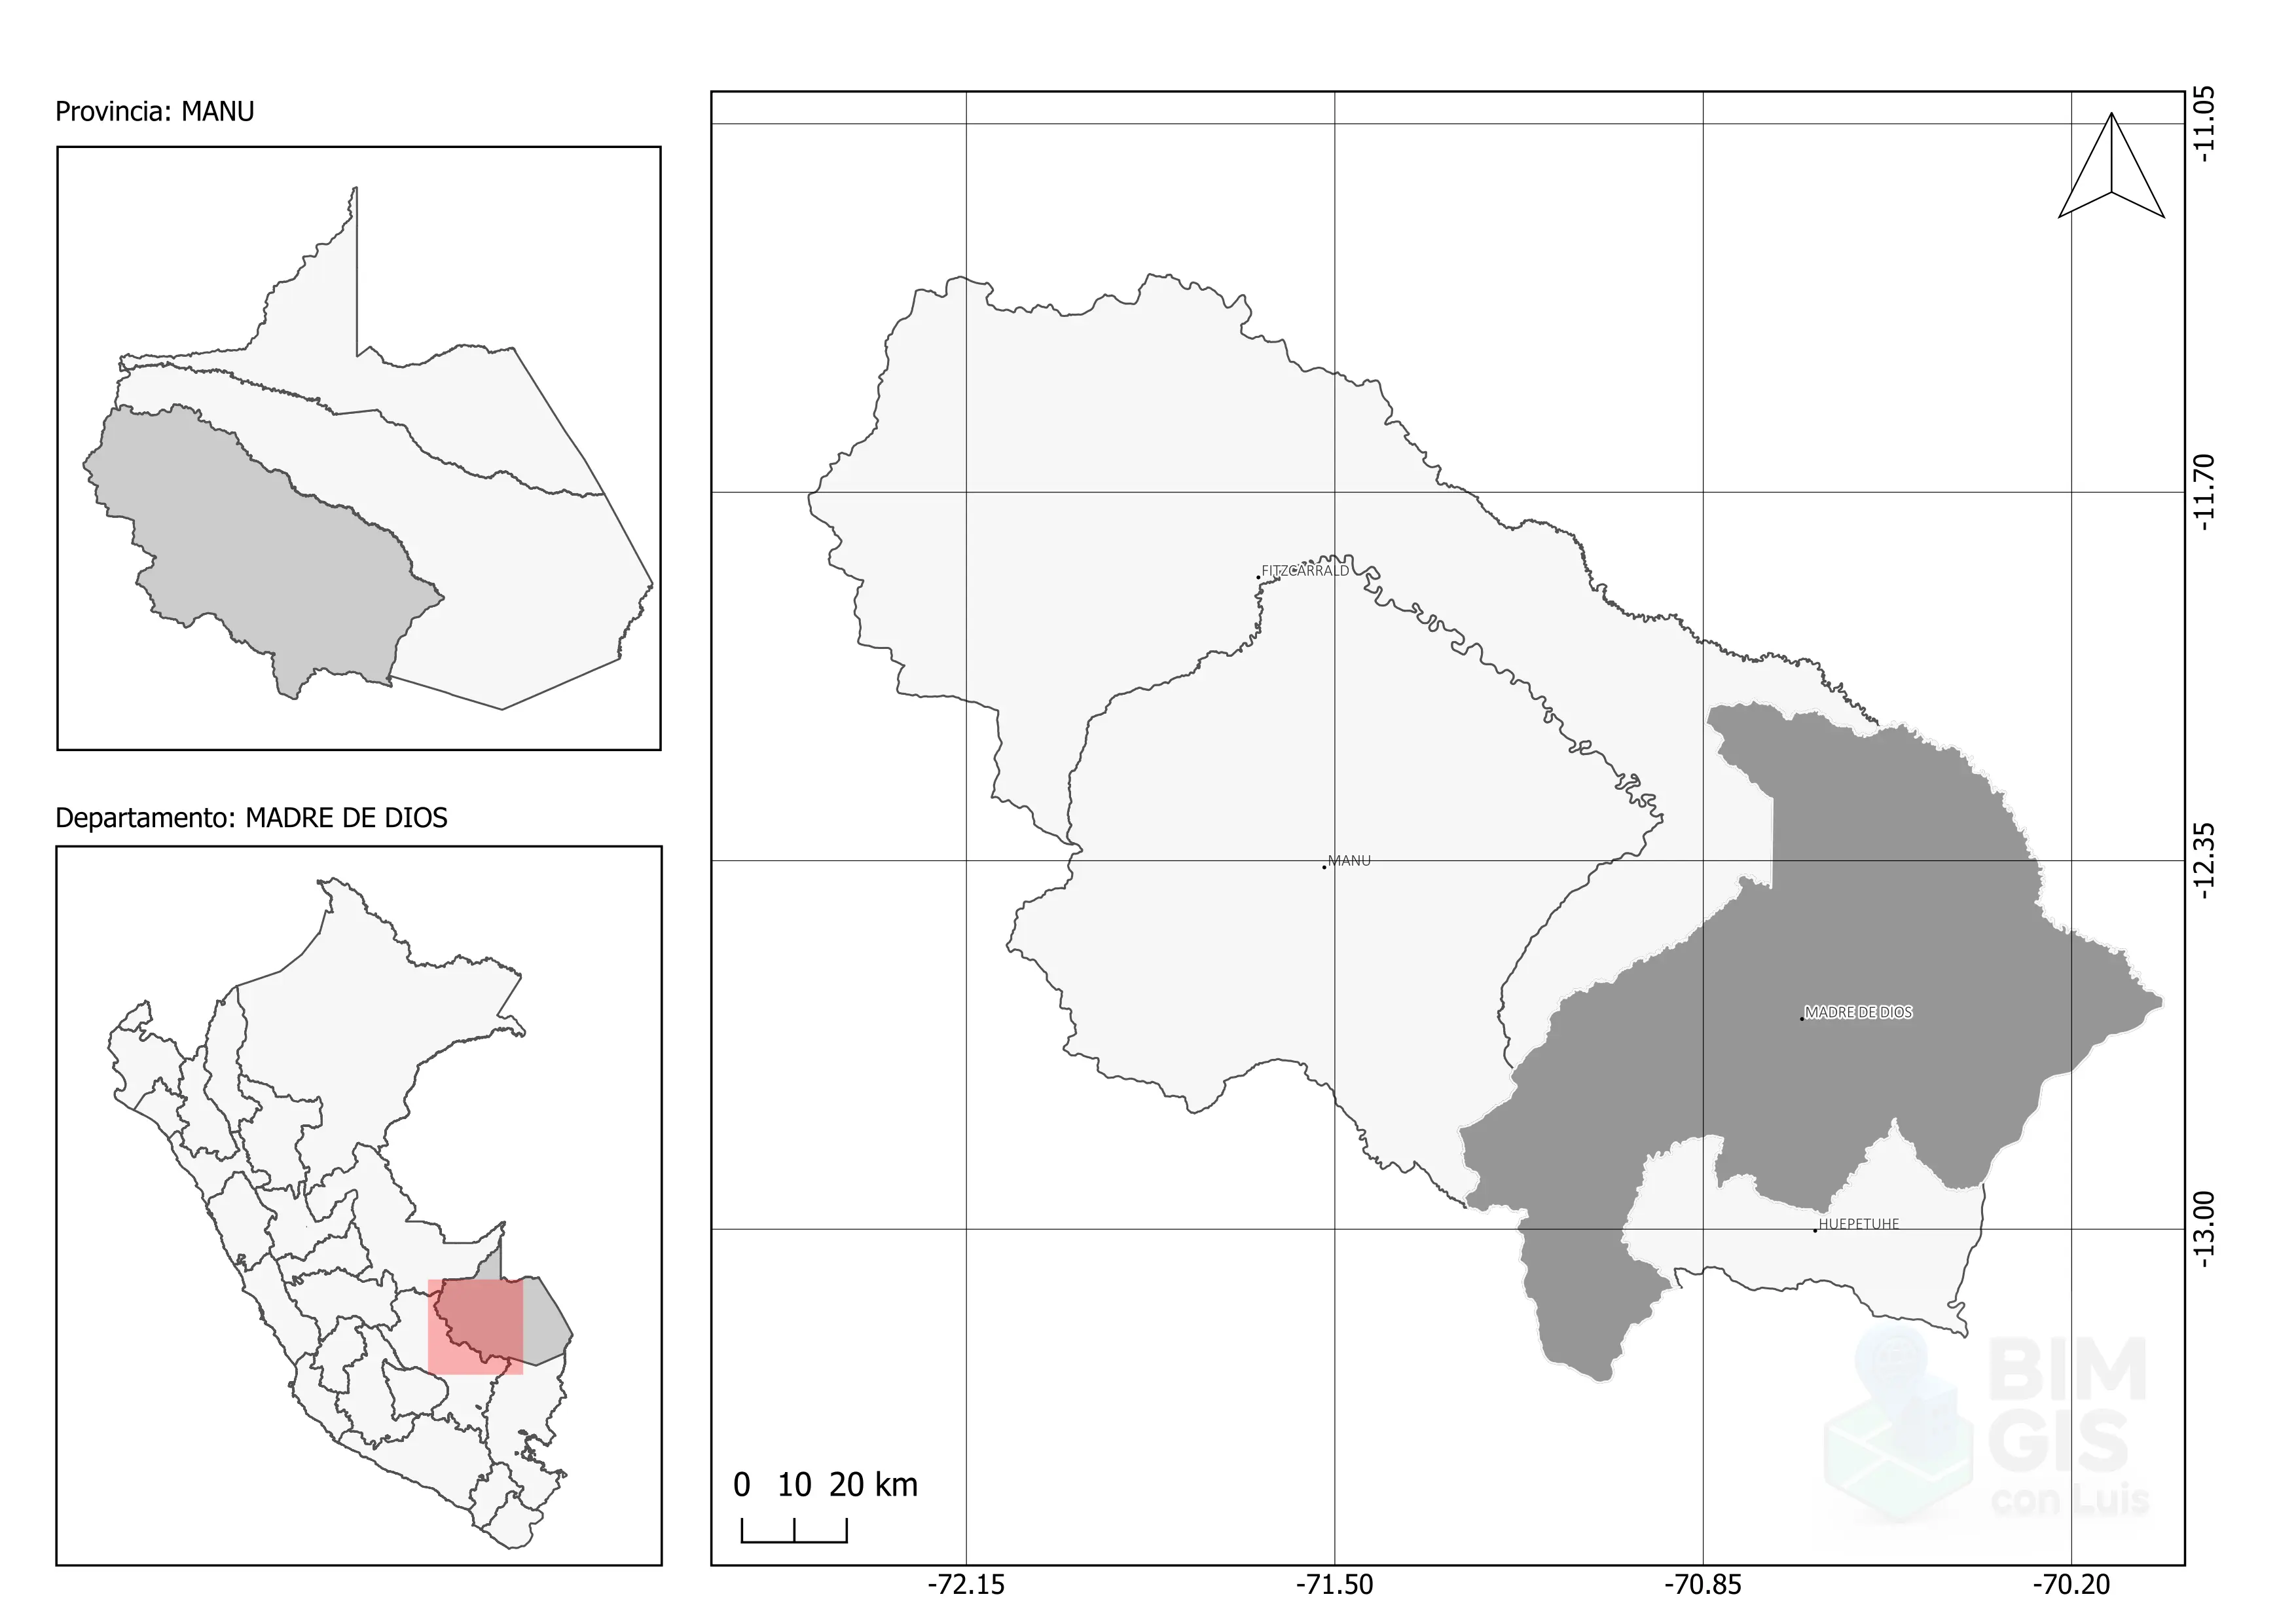 Provincia: MANU
Departamento: MADRE DE DIOS
FITZCARRALD
MANU
MADRE DE DIOS
HUEPETUHE
-11.05
-11.70
-12.35
-13.00
0 10 20 km
BIM
GIS
con Luis
-72.15 -71.50 -70.85 -70.20